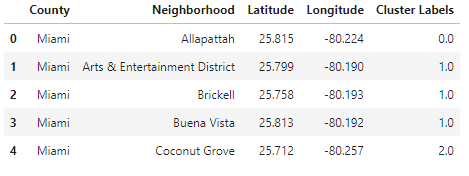 County Neighborhood Latitude Longitude Cluster Labels
0 Miami Allapattah 25.815 -80.224 0.0
1 Miami Arts & Entertainment District 25.799 -80.190 1.0
2 Miami Brickell 25.758 -80.193 1.0
3 Miami Buena Vista 25.813 -80.192 1.0
4 Miami Coconut Grove 25.712 -80.257 2.0